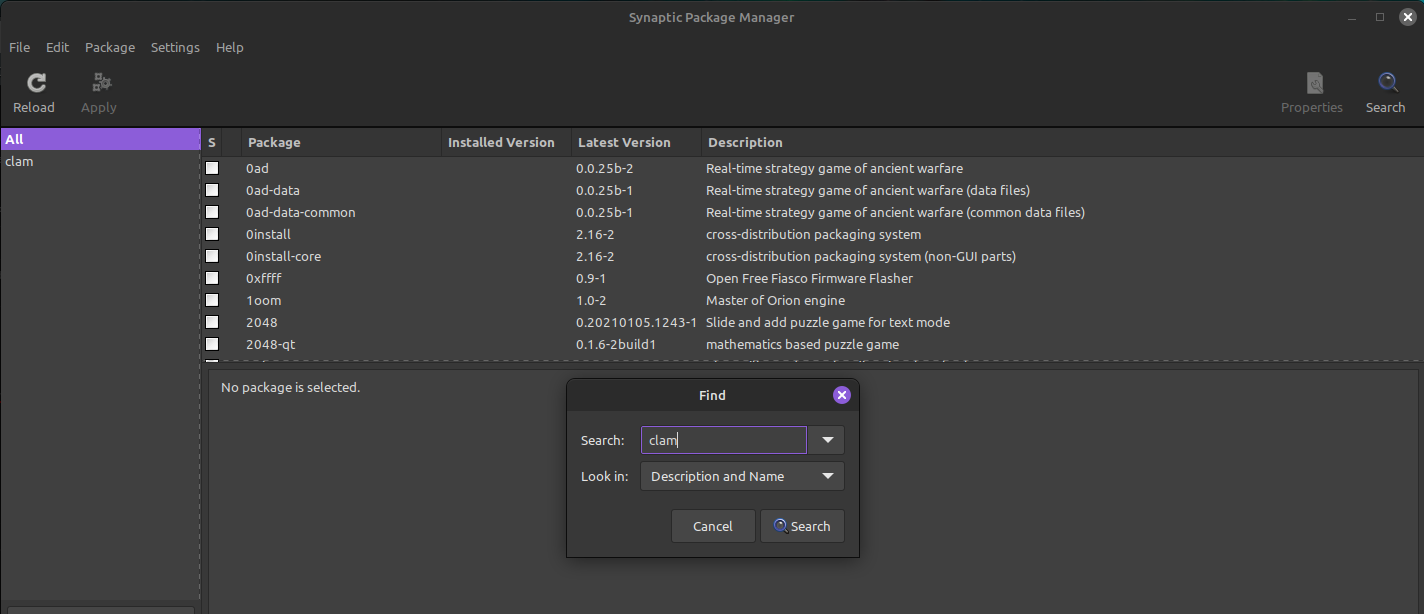 Synaptic Package Manager
File Edit Package Settings Help
Reload Apply Properties Search
All
clam
S Package Installed Version Latest Version Description
0ad 0.0.25b-2 Real-time strategy game of ancient warfare
0ad-data 0.0.25b-1 Real-time strategy game of ancient warfare (data files)
0ad-data-common 0.0.25b-1 Real-time strategy game of ancient warfare (common data files)
0install 2.16-2 cross-distribution packaging system
0install-core 2.16-2 cross-distribution packaging system (non-GUI parts)
0xffff 0.9-1 Open Free Fiasco Firmware Flasher
1oom 1.0-2 Master of Orion engine
2048 0.20210105.1243-1 Slide and add puzzle game for text mode
2048-qt 0.1.6-2build1 mathematics based puzzle game
No package is selected.
Find
Search: clam
Look in: Description and Name
Cancel Search